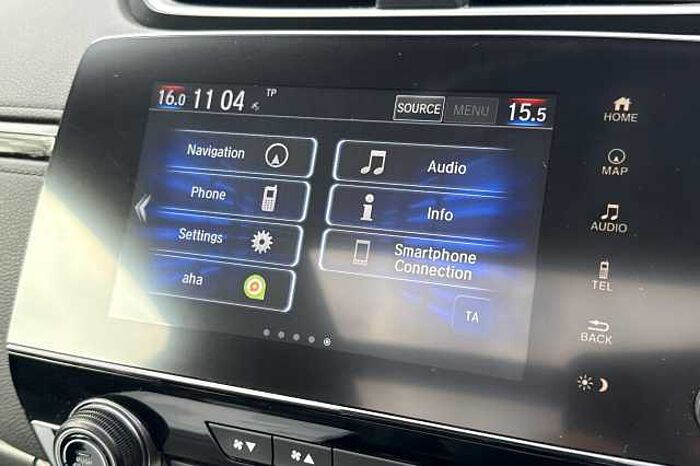 16.0 11 04 TP SOURCE MENU 15.5
Navigation
Phone
Settings
aha
Audio
Info
Smartphone
Connection
TA
HOME
MAP
AUDIO
TEL
BACK